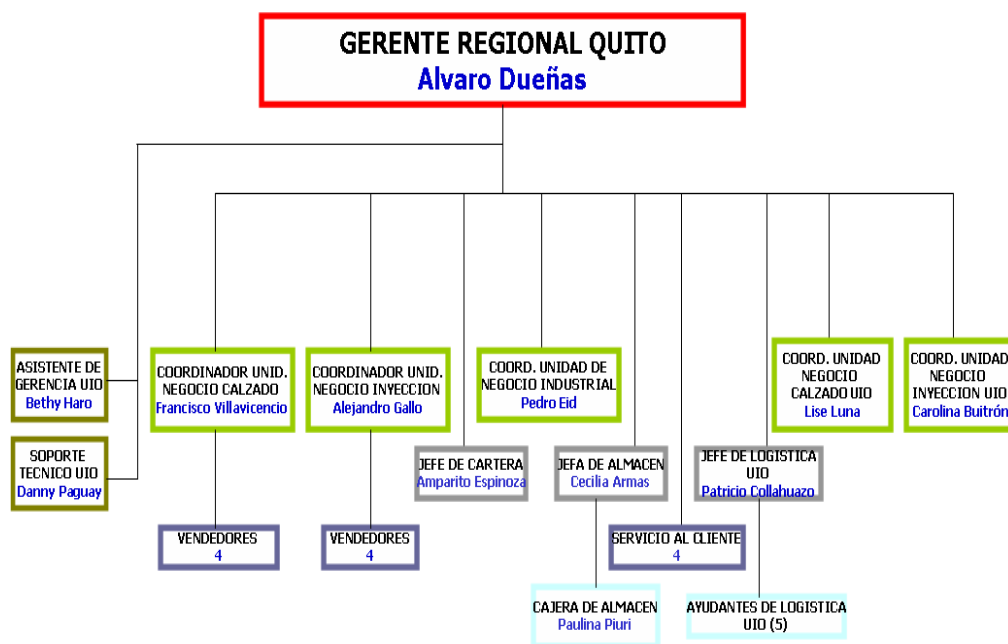 GERENTE REGIONAL QUITO
Alvaro Dueñas
ASISTENTE DE
GERENCIA UIO
Bethy Haro
SOPORTE
TECNICO UIO
Danny Paguay
COORDINADOR UNID.
NEGOCIO CALZADO
Francisco Villavicencio
COORDINADOR UNID.
NEGOCIO INYECCION
Alejandro Gallo
COORD. UNIDAD DE
NEGOCIO INDUSTRIAL
Pedro Eid
COORD. UNIDAD
NEGOCIO
CALZADO UIO
Lise Luna
COORD. UNIDAD
NEGOCIO
INYECCION UIO
Carolina Buitrón
JEFE DE CARTERA
Amparito Espinoza
JEFA DE ALMACEN
Cecilia Armas
JEFE DE LOGISTICA
UIO
Patricio Collahuazo
VENDEDORES
4
VENDEDORES
4
SERVICIO AL CLIENTE
4
CAJERA DE ALMACEN
Paulina Piuri
AYUDANTES DE LOGISTICA
UIO (5)